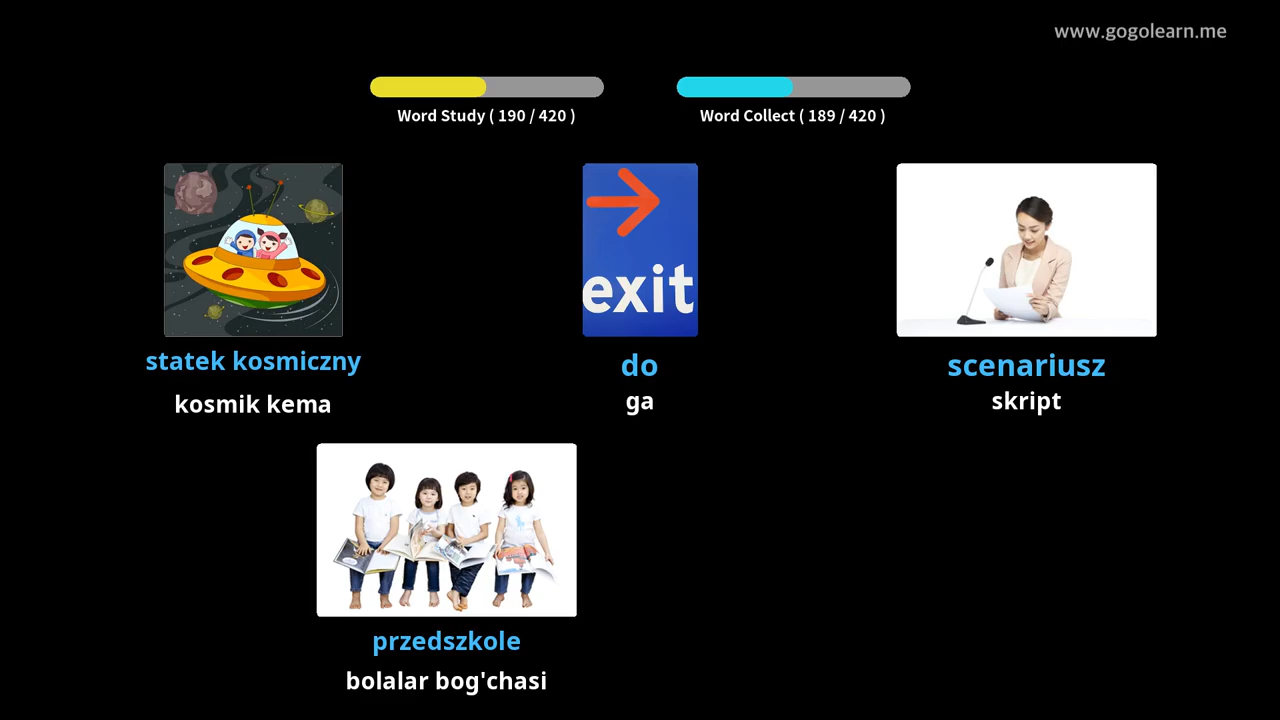 www.gogolearn.me
Word Study ( 190 / 420 )
Word Collect ( 189 / 420 )
exit
statek kosmiczny
do
scenariusz
kosmik kema
ga
skript
przedszkole
bolalar bog'chasi